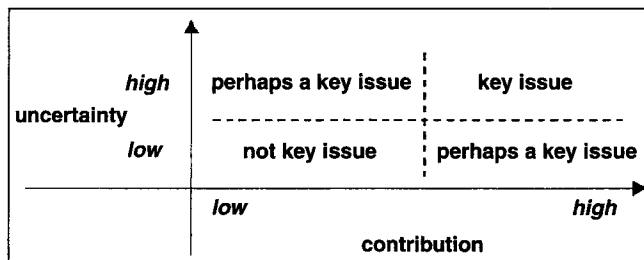 high perhaps a key issue key issue
uncertainty
low not key issue perhaps a key issue
low high
contribution